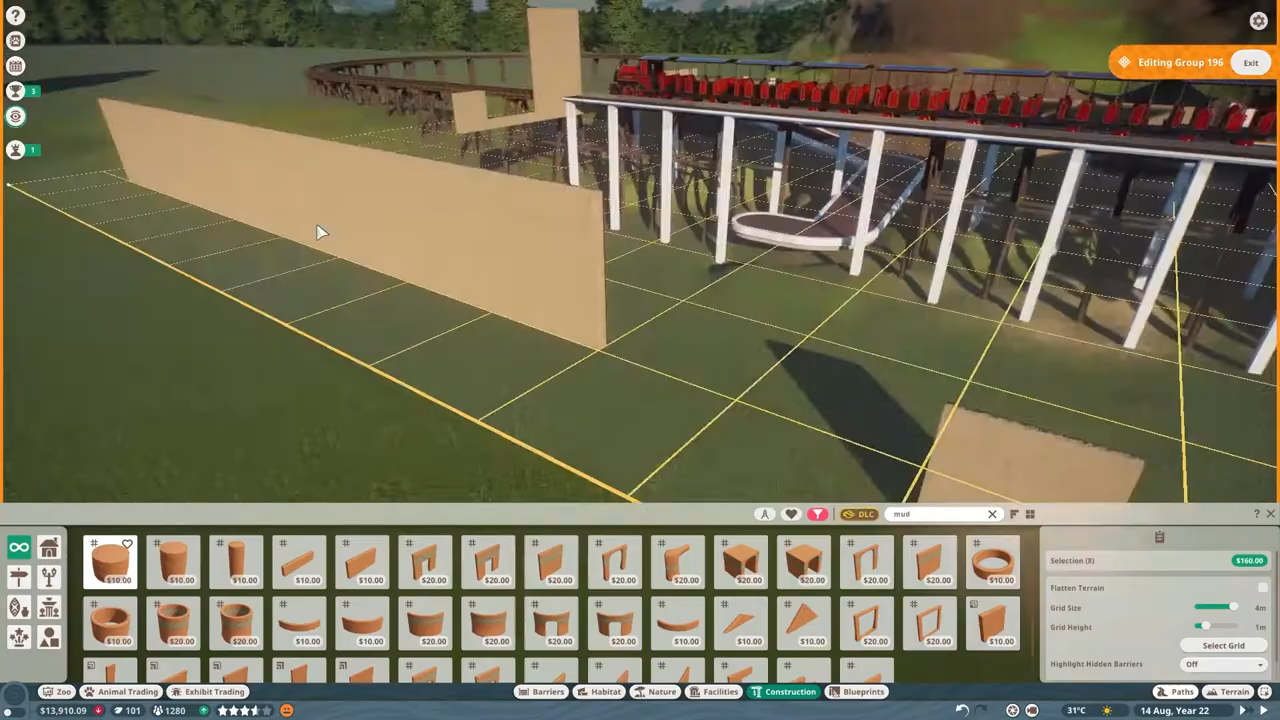 ?
3
1
Editing Group 196
Exit
DLC
mud
?
$10.00 $10.00 $10.00 $10.00 $10.00 $20.00 $20.00 $20.00 $20.00 $20.00 $20.00 $20.00 $20.00 $20.00 $10.00
$10.00 $20.00 $20.00 $10.00 $10.00 $20.00 $20.00 $20.00 $20.00 $10.00 $10.00 $10.00 $20.00 $20.00 $10.00
Selection (8) $160.00
Flatten Terrain
Grid Size 4m
Grid Height 1m
Select Grid
Highlight Hidden Barriers Off
Zoo Animal Trading Exhibit Trading Barriers Habitat Nature Facilities Construction Blueprints Paths Terrain
$13,910.09 101 1280 31°C 14 Aug, Year 22